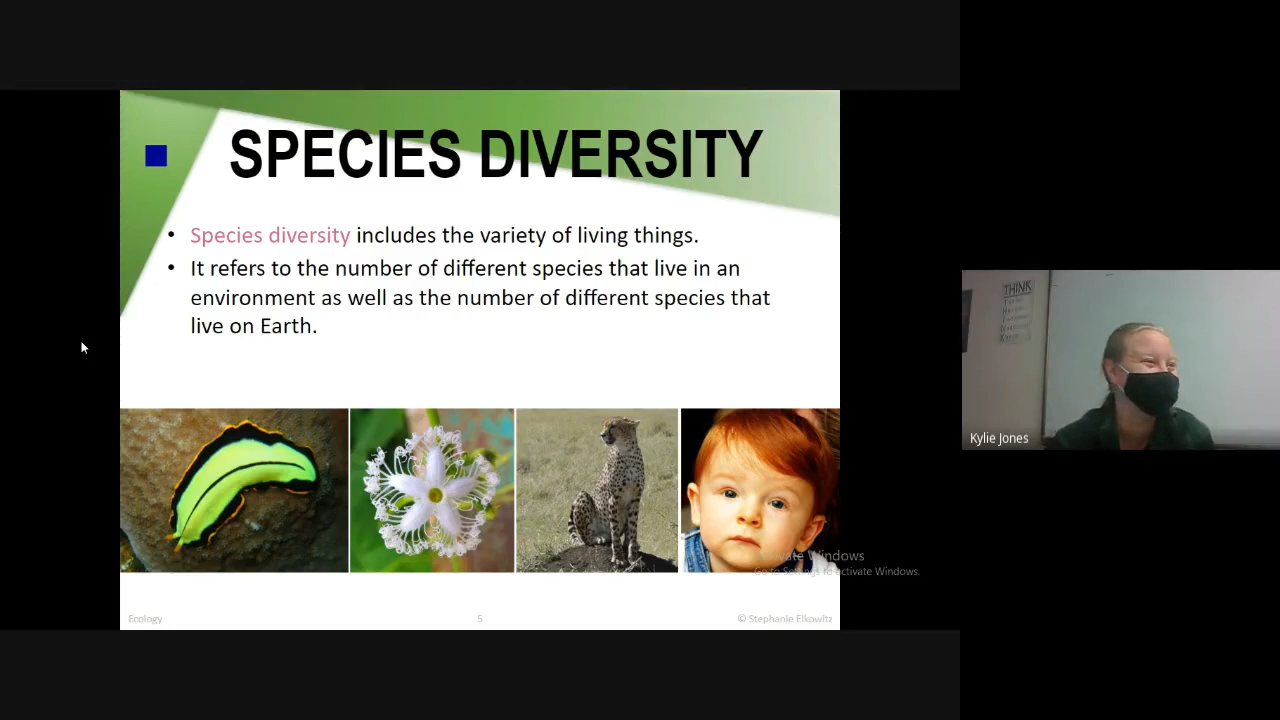 SPECIES DIVERSITY
• Species diversity includes the variety of living things.
• It refers to the number of different species that live in an
environment as well as the number of different species that
live on Earth.
THINK
Kylie Jones
Activate Windows
Go to Settings to activate Windows.
Ecology
5
© Stephanie Elkowitz